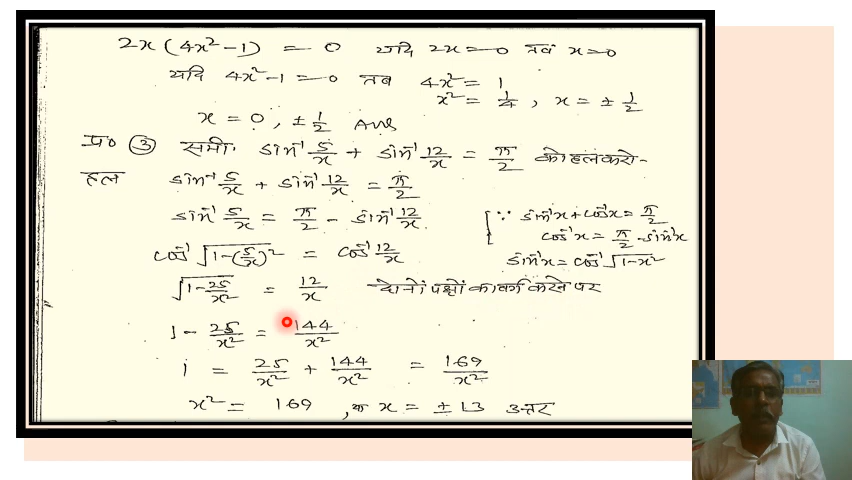 2x(4x²-1) = 0 यदि 2x=0 तब x=0
यदि 4x²-1=0 तब 4x² = 1
x² = 1/4, x = ± 1/2
x = 0, ± 1/2 Ans
प्र० ③ समी. sin⁻¹ 5/x + sin⁻¹ 12/x = π/2 को हल करो-
हल sin⁻¹ 5/x + sin⁻¹ 12/x = π/2
sin⁻¹ 5/x = π/2 - sin⁻¹ 12/x [∵ sin⁻¹x + cos⁻¹x = π/2
cos⁻¹x = π/2 - sin⁻¹x
cos⁻¹ √1-(5/x)² = cos⁻¹ 12/x
sin⁻¹x = cos⁻¹ √1-x²
√1-25/x² = 12/x दोनों पक्षों का वर्ग करने पर
1 - 25/x² = 144/x²
1 = 25/x² + 144/x² = 169/x²
x² = 169, x = ±13 उत्तर